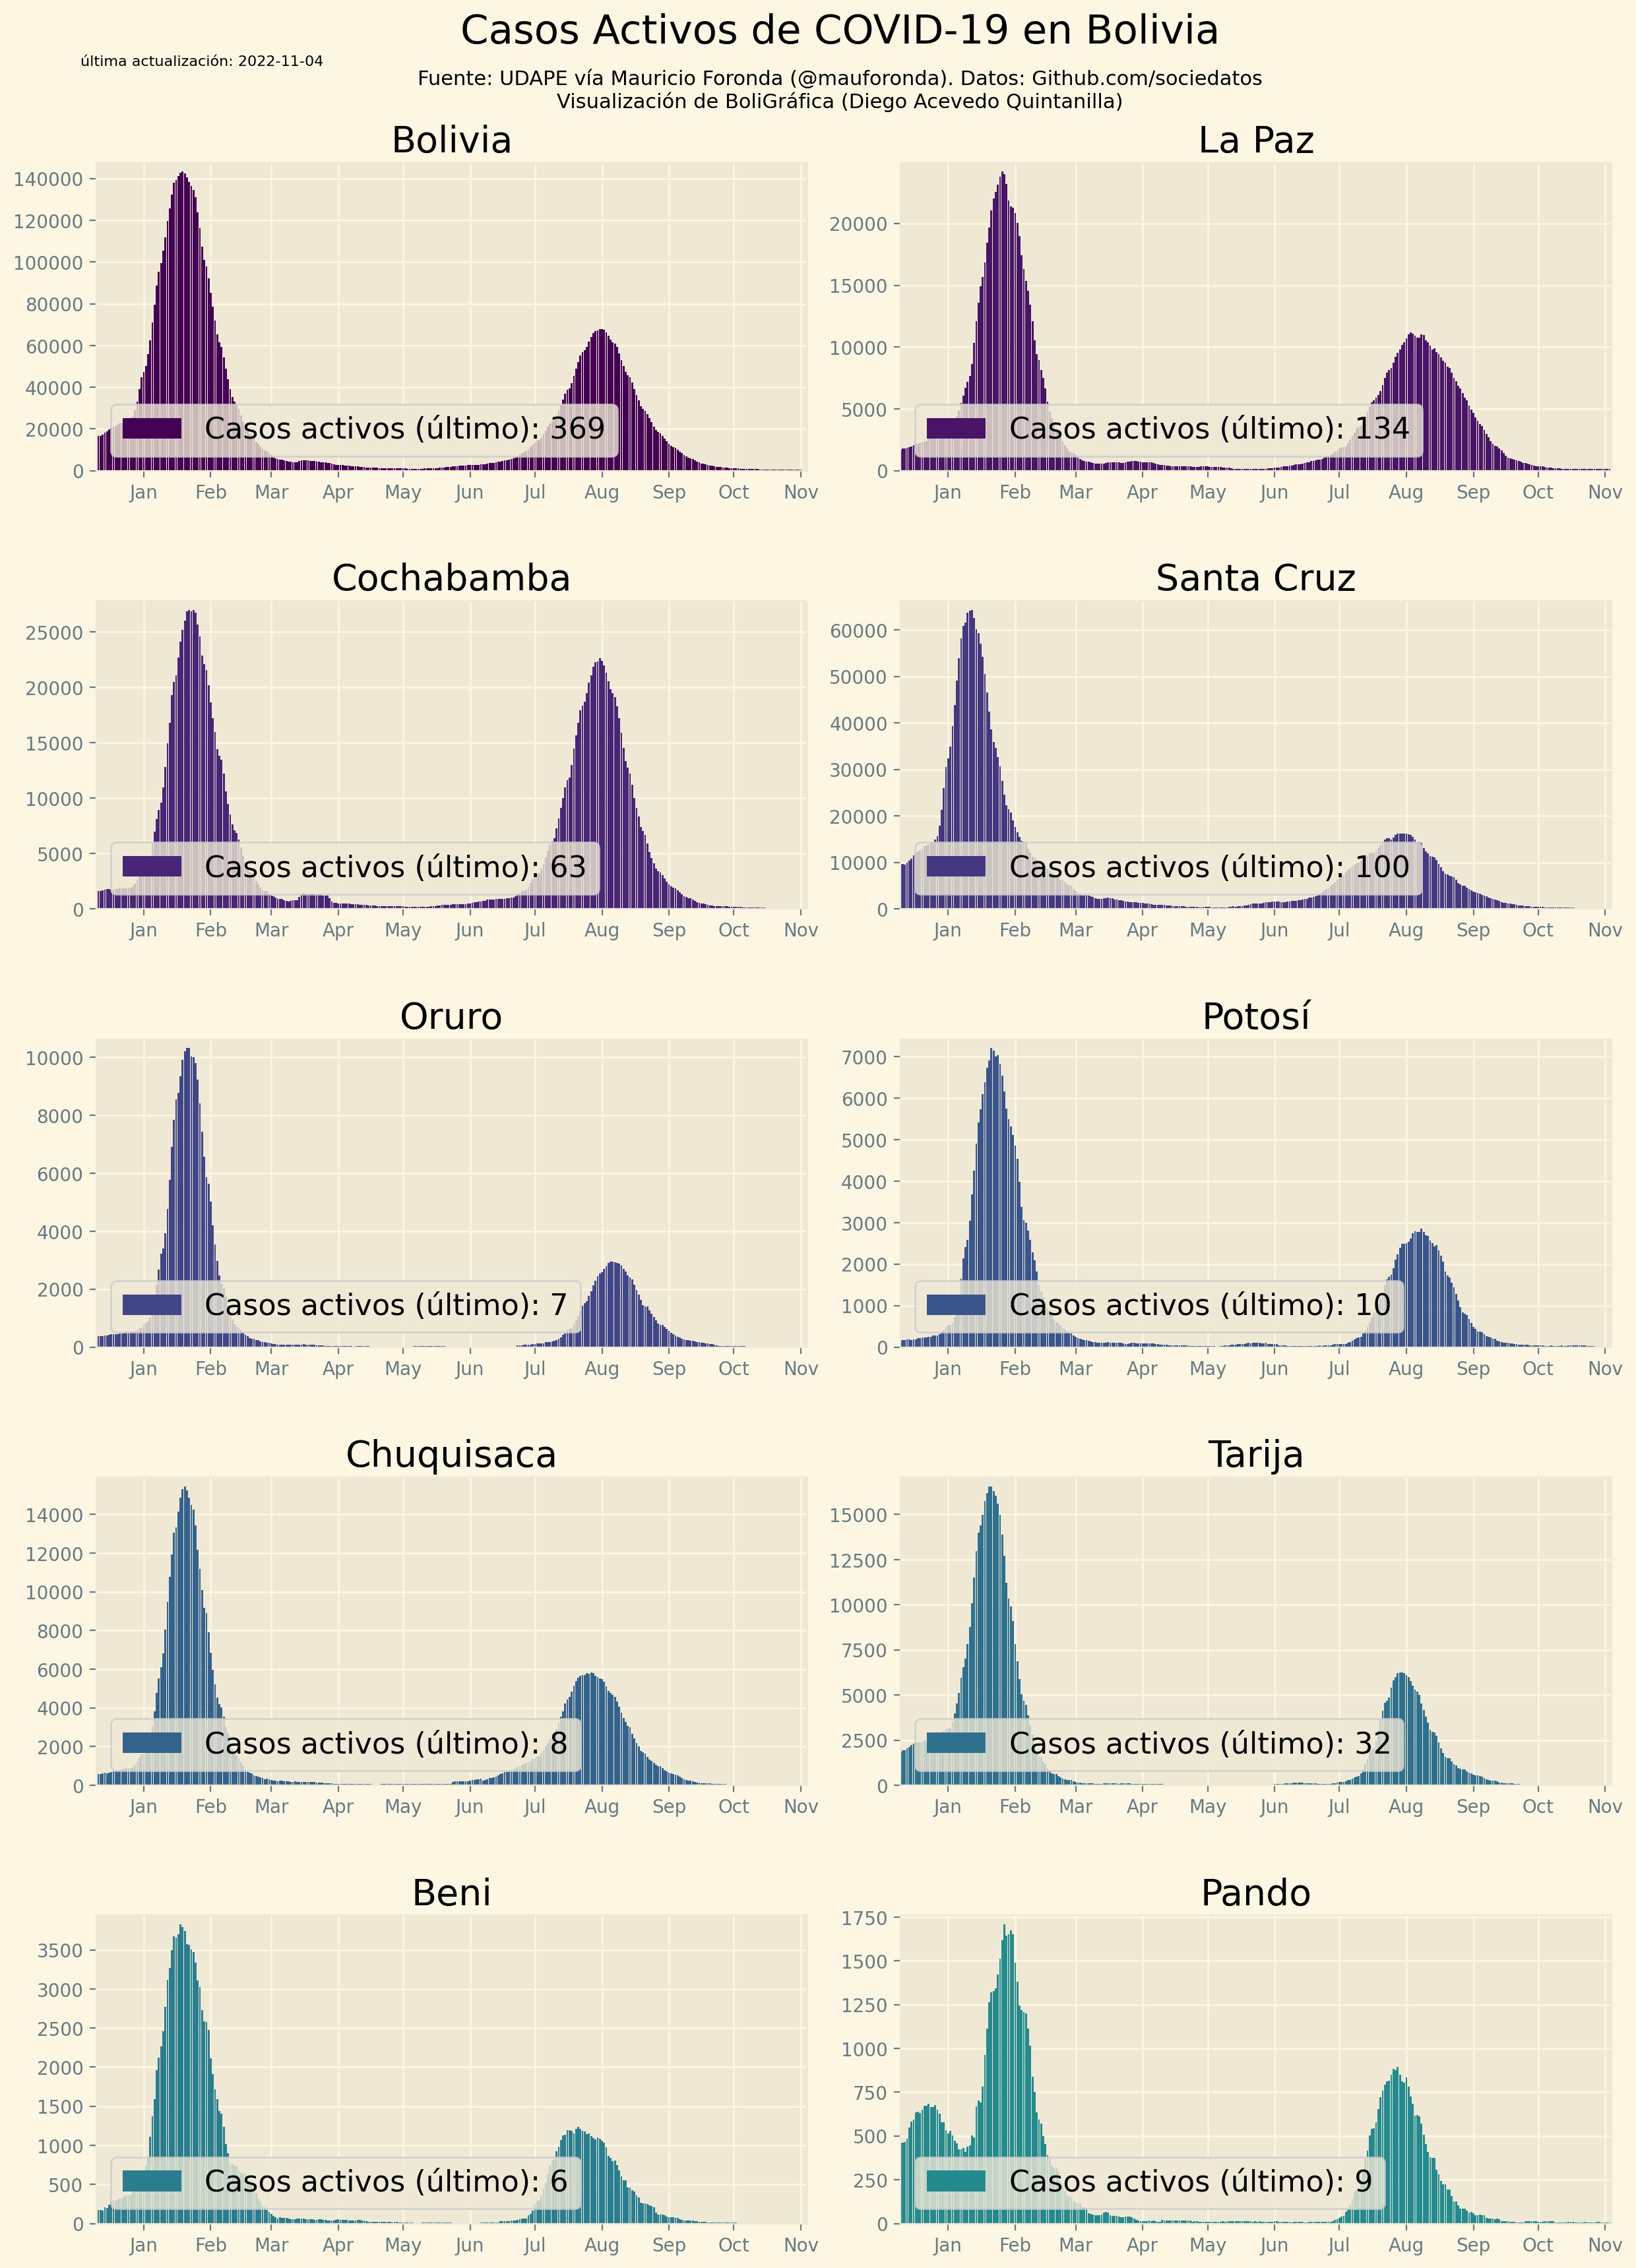 Casos Activos de COVID-19 en Bolivia
última actualización: 2022-11-04
Fuente: UDAPE vía Mauricio Foronda (@mauforonda). Datos: Github.com/sociedatos
Visualización de BoliGráfica (Diego Acevedo Quintanilla)
Bolivia
140000
120000
100000
80000
60000
40000
20000
0
Casos activos (último): 369
Jan Feb Mar Apr May Jun Jul Aug Sep Oct Nov
La Paz
20000
15000
10000
5000
0
Casos activos (último): 134
Jan Feb Mar Apr May Jun Jul Aug Sep Oct Nov
Cochabamba
25000
20000
15000
10000
5000
0
Casos activos (último): 63
Jan Feb Mar Apr May Jun Jul Aug Sep Oct Nov
Santa Cruz
60000
50000
40000
30000
20000
10000
0
Casos activos (último): 100
Jan Feb Mar Apr May Jun Jul Aug Sep Oct Nov
Oruro
10000
8000
6000
4000
2000
0
Casos activos (último): 7
Jan Feb Mar Apr May Jun Jul Aug Sep Oct Nov
Potosí
7000
6000
5000
4000
3000
2000
1000
0
Casos activos (último): 10
Jan Feb Mar Apr May Jun Jul Aug Sep Oct Nov
Chuquisaca
14000
12000
10000
8000
6000
4000
2000
0
Casos activos (último): 8
Jan Feb Mar Apr May Jun Jul Aug Sep Oct Nov
Tarija
15000
12500
10000
7500
5000
2500
0
Casos activos (último): 32
Jan Feb Mar Apr May Jun Jul Aug Sep Oct Nov
Beni
3500
3000
2500
2000
1500
1000
500
0
Casos activos (último): 6
Jan Feb Mar Apr May Jun Jul Aug Sep Oct Nov
Pando
1750
1500
1250
1000
750
500
250
0
Casos activos (último): 9
Jan Feb Mar Apr May Jun Jul Aug Sep Oct Nov